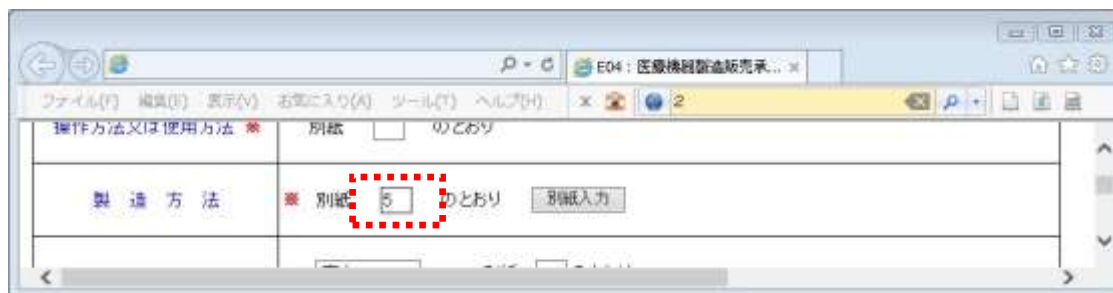 E04：医療機器製造販売承... ×
ファイル(F) 編集(E) 表示(V) お気に入り(A) ツール(T) ヘルプ(H) × 2
操作方法又は使用方法 ※ 別紙 のとおり
製造方法 ※ 別紙 5 のとおり 別紙入力